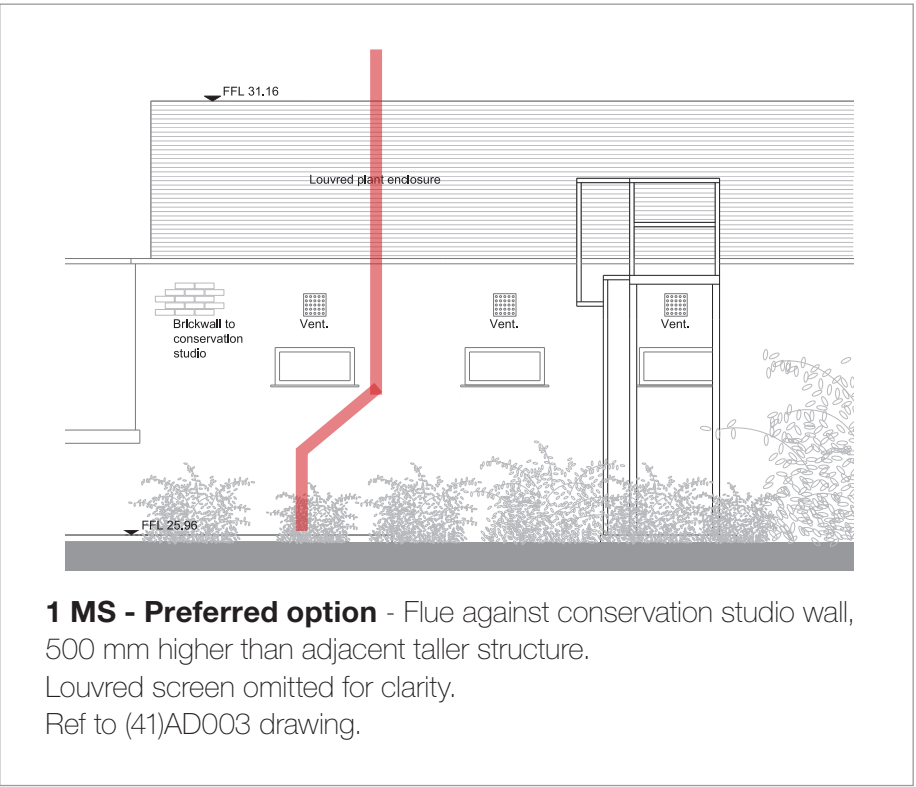 FFL 31.16
Louvred plant enclosure
Brickwall to
conservation
studio
Vent.
Vent.
Vent.
FFL 25.96
1 MS - Preferred option - Flue against conservation studio wall,
500 mm higher than adjacent taller structure.
Louvred screen omitted for clarity.
Ref to (41)AD003 drawing.